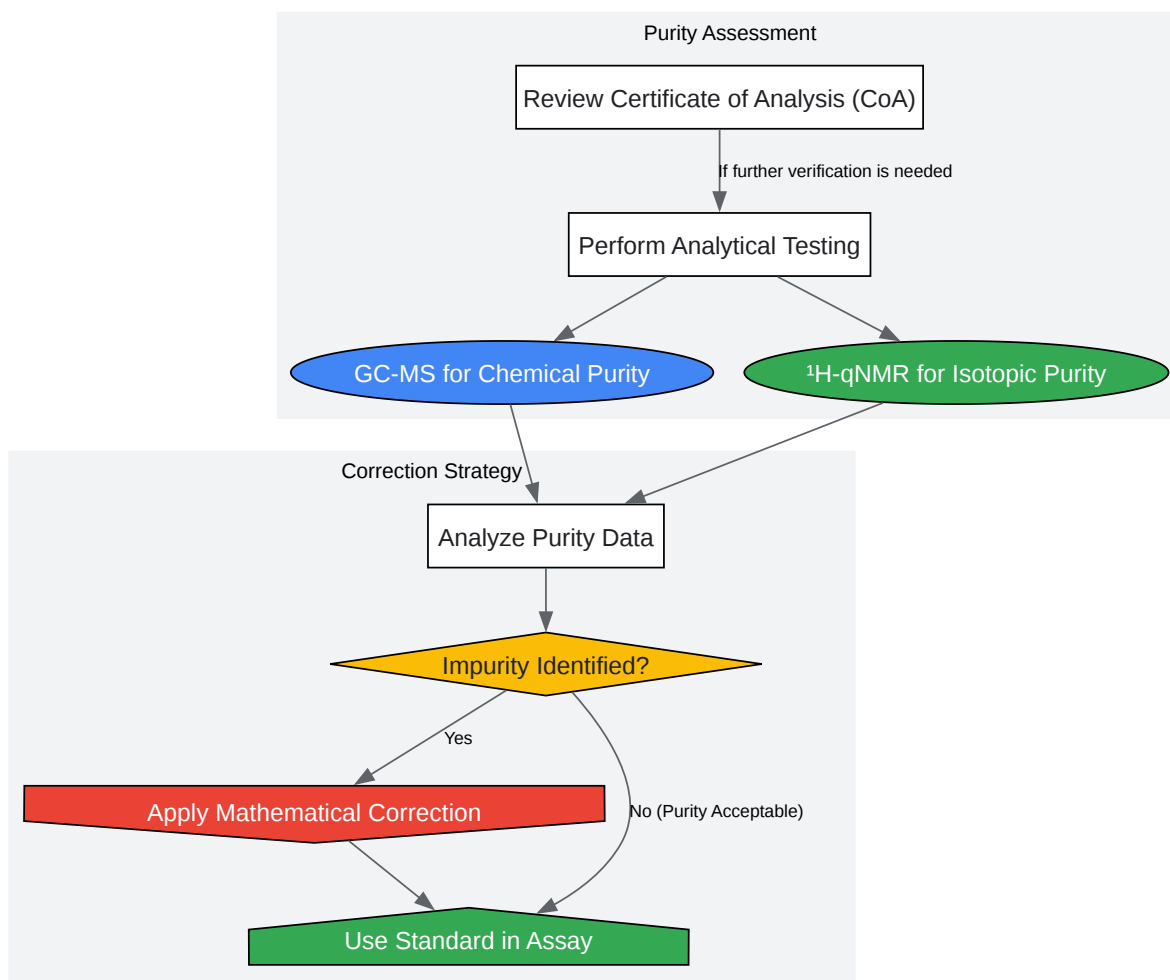 Purity Assessment
Review Certificate of Analysis (CoA)
If further verification is needed
Perform Analytical Testing
GC-MS for Chemical Purity
¹H-qNMR for Isotopic Purity
Correction Strategy
Analyze Purity Data
Impurity Identified?
Yes
Apply Mathematical Correction
No (Purity Acceptable)
Use Standard in Assay